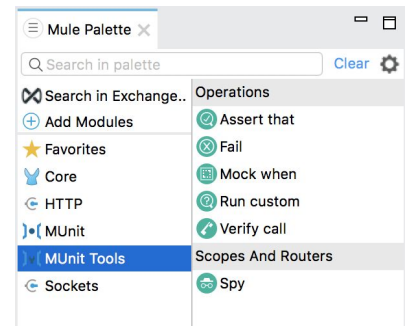 Mule Palette
Search in palette
Clear
Search in Exchange..
Add Modules
Favorites
Core
HTTP
MUnit
MUnit Tools
Sockets
Operations
Assert that
Fail
Mock when
Run custom
Verify call
Scopes And Routers
Spy